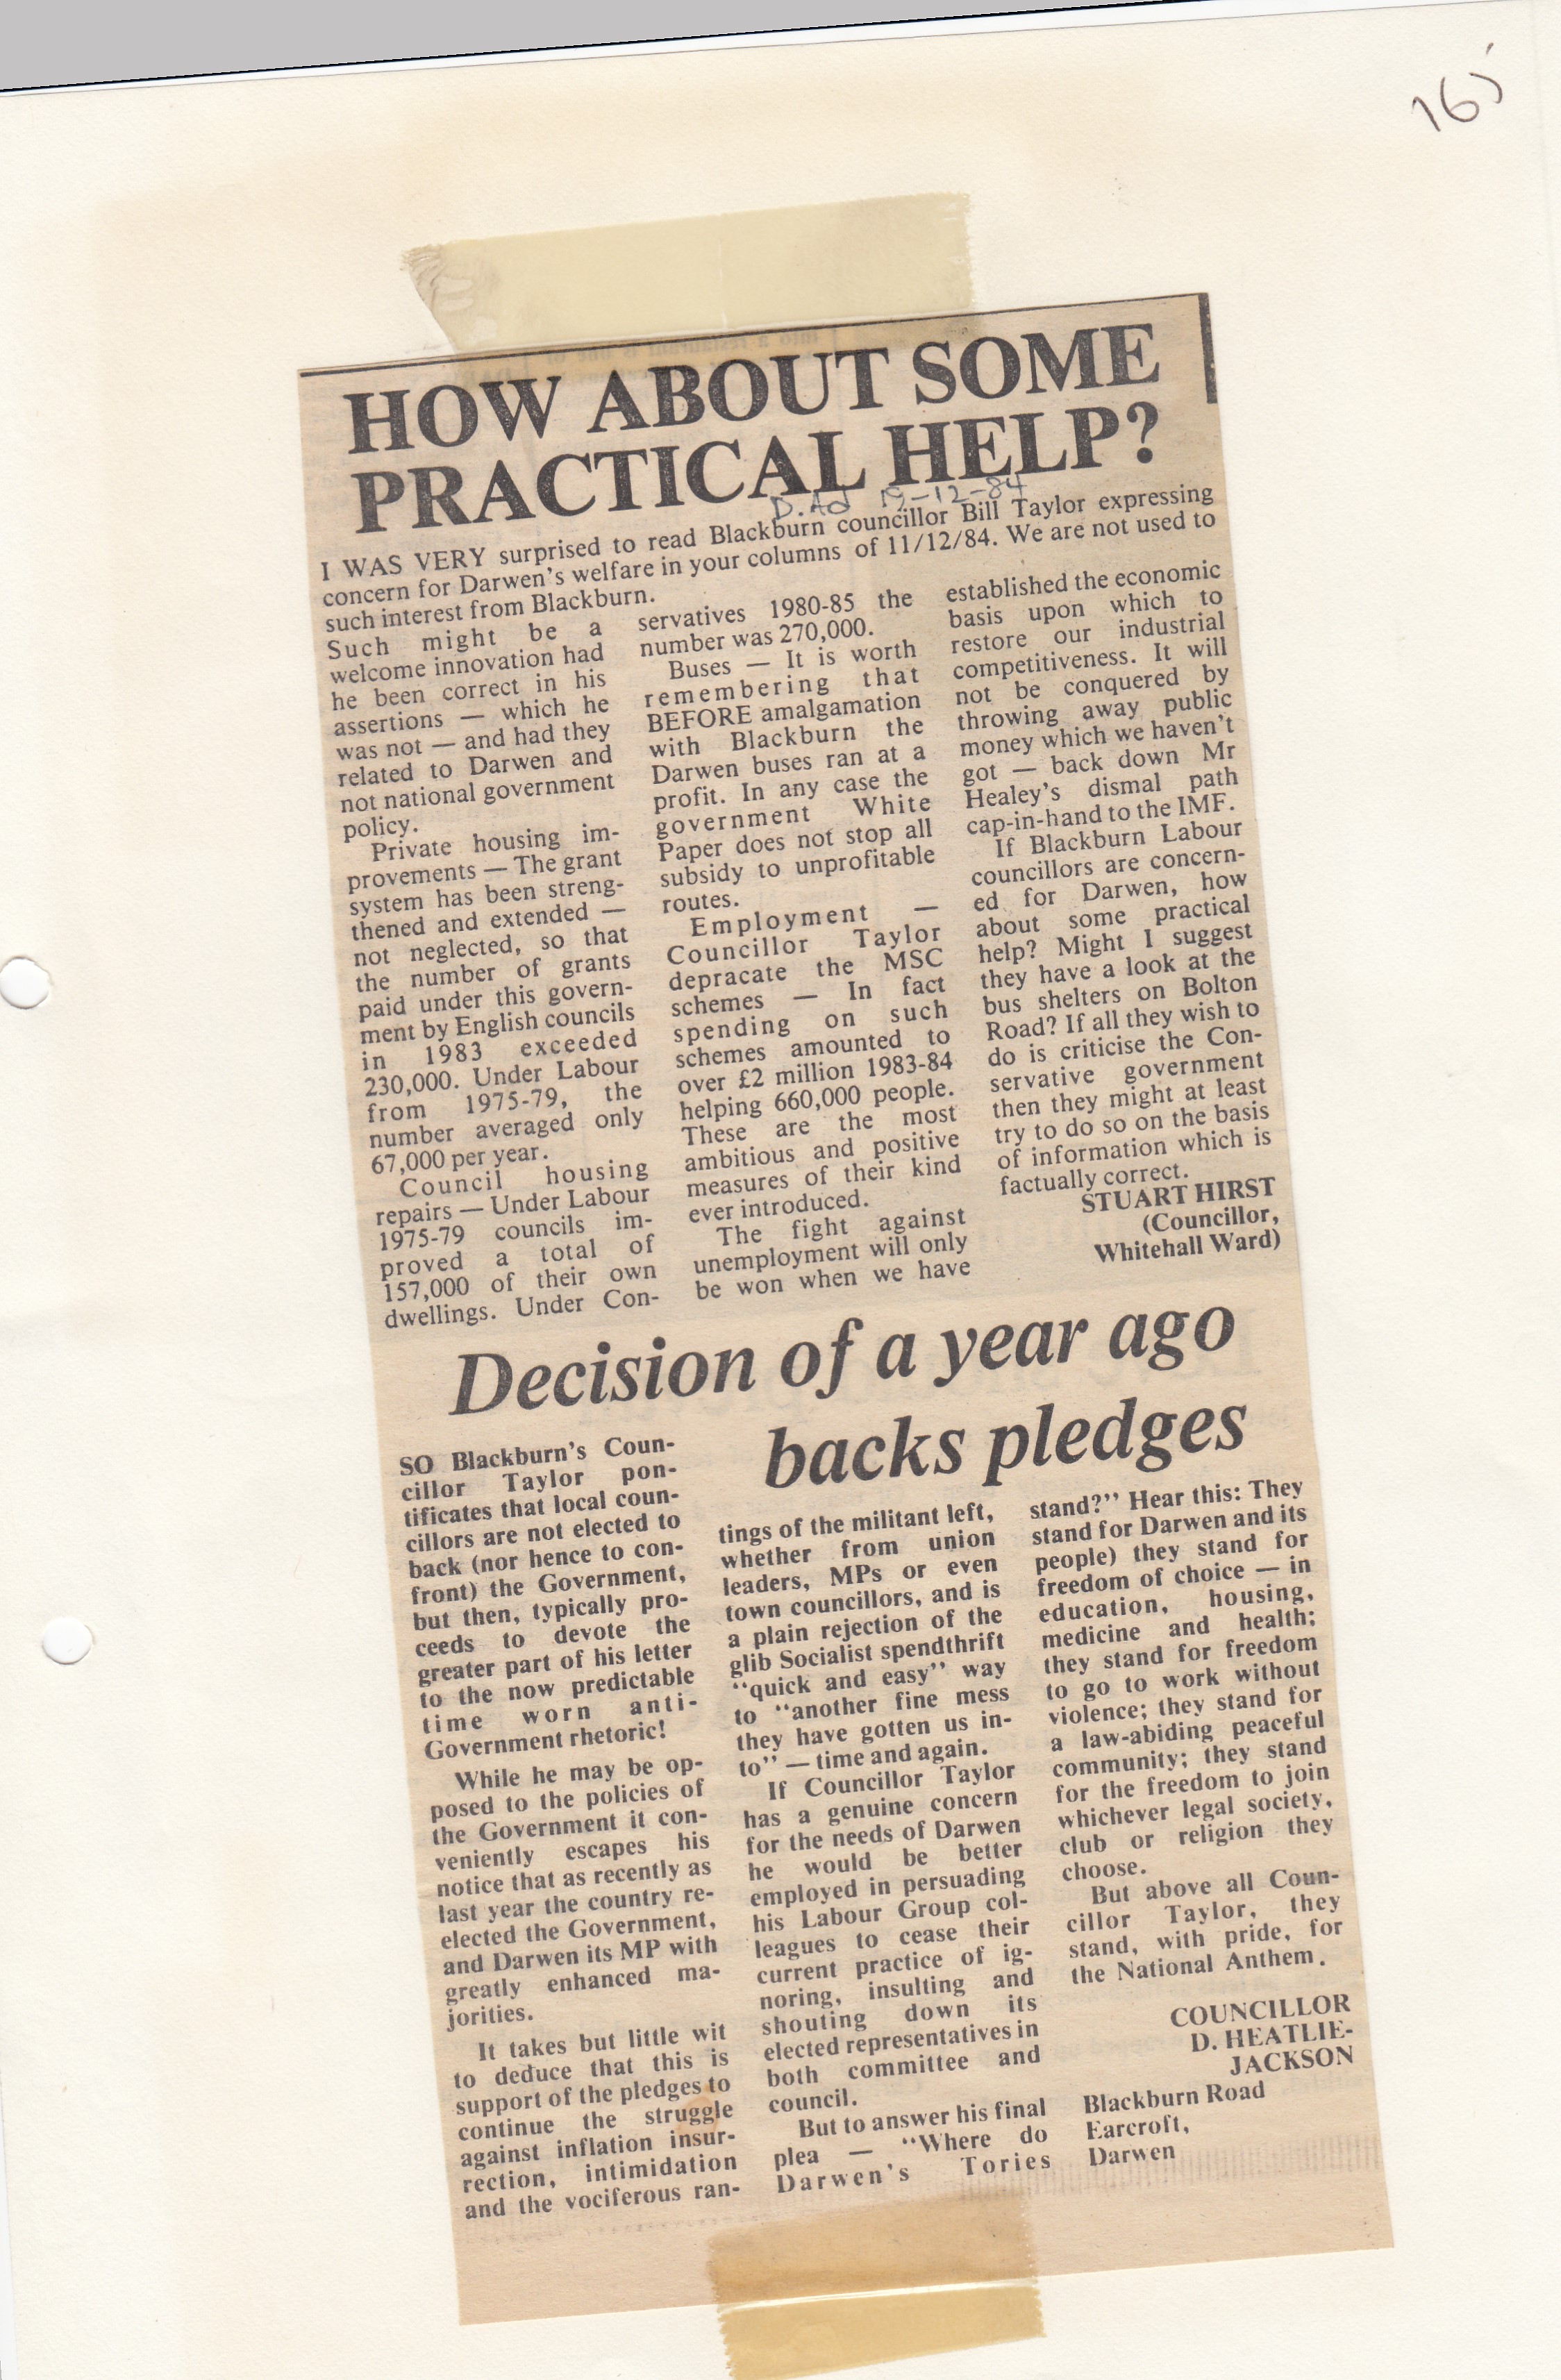 165
HOW ABOUT SOME
PRACTICAL HELP?
D.Ad 19-12-84
I WAS VERY surprised to read Blackburn councillor Bill Taylor expressing
concern for Darwen's welfare in your columns of 11/12/84. We are not used to
such interest from Blackburn.
Such might be a
welcome innovation had
he been correct in his
assertions — which he
was not — and had they
related to Darwen and
not national government
policy.
Private housing im-
provements — The grant
system has been streng-
thened and extended —
not neglected, so that
the number of grants
paid under this govern-
ment by English councils
in 1983 exceeded
230,000. Under Labour
from 1975-79, the
number averaged only
67,000 per year.
Council housing
repairs — Under Labour
1975-79 councils im-
proved a total of
157,000 of their own
dwellings. Under Con-
servatives 1980-85 the
number was 270,000.
Buses — It is worth
remembering that
BEFORE amalgamation
with Blackburn the
Darwen buses ran at a
profit. In any case the
government White
Paper does not stop all
subsidy to unprofitable
routes.
Employment —
Councillor Taylor
depracate the MSC
schemes — In fact
spending on such
schemes amounted to
over £2 million 1983-84
helping 660,000 people.
These are the most
ambitious and positive
measures of their kind
ever introduced.
The fight against
unemployment will only
be won when we have
established the economic
basis upon which to
restore our industrial
competitiveness. It will
not be conquered by
throwing away public
money which we haven't
got — back down Mr
Healey's dismal path
cap-in-hand to the IMF.
If Blackburn Labour
councillors are concern-
ed for Darwen, how
about some practical
help? Might I suggest
they have a look at the
bus shelters on Bolton
Road? If all they wish to
do is criticise the Con-
servative government
then they might at least
try to do so on the basis
of information which is
factually correct.
STUART HIRST
(Councillor,
Whitehall Ward)
Decision of a year ago
backs pledges
SO Blackburn's Coun-
cillor Taylor pon-
tificates that local coun-
cillors are not elected to
back (nor hence to con-
front) the Government,
but then, typically pro-
ceeds to devote the
greater part of his letter
to the now predictable
time worn anti-
Government rhetoric!
While he may be op-
posed to the policies of
the Government it con-
veniently escapes his
notice that as recently as
last year the country re-
elected the Government,
and Darwen its MP with
greatly enhanced ma-
jorities.
It takes but little wit
to deduce that this is
support of the pledges to
continue the struggle
against inflation insur-
rection, intimidation
and the vociferous ran-
tings of the militant left,
whether from union
leaders, MPs or even
town councillors, and is
a plain rejection of the
glib Socialist spendthrift
"quick and easy" way
to "another fine mess
they have gotten us in-
to" — time and again.
If Councillor Taylor
has a genuine concern
for the needs of Darwen
he would be better
employed in persuading
his Labour Group col-
leagues to cease their
current practice of ig-
noring, insulting and
shouting down its
elected representatives in
both committee and
council.
But to answer his final
plea — "Where do
Darwen's Tories
stand?" Hear this: They
stand for Darwen and its
people) they stand for
freedom of choice — in
education, housing,
medicine and health;
they stand for freedom
to go to work without
violence; they stand for
a law-abiding peaceful
community; they stand
for the freedom to join
whichever legal society,
club or religion they
choose.
But above all Coun-
cillor Taylor, they
stand, with pride, for
the National Anthem.
COUNCILLOR
D. HEATLIE-
JACKSON
Blackburn Road
Earcroft,
Darwen